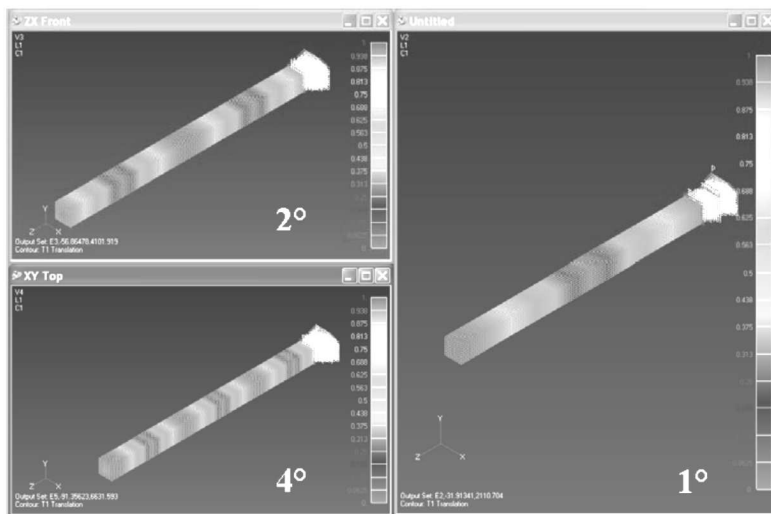 ZX Front
V3
L1
C1
1.
0.938
0.875
0.813
0.75
0.688
0.625
0.563
0.5
0.438
0.375
0.313
Y
Z X
2°
Output Set: E3,-56.86478,4101.919
Contour: T1 Translation
XY Top
V4
L1
C1
1.
0.938
0.875
0.813
0.75
0.688
0.625
0.563
0.5
0.438
0.375
0.313
Y
Z X
4°
Output Set: E5,-91.39623,6631.593
Contour: T1 Translation
Untitled
V2
L1
C1
1.
0.938
0.875
0.813
0.75
0.688
0.625
0.563
0.5
0.438
0.375
0.313
Y
Z X
1°
Output Set: E2,-31.91341,2110.704
Contour: T1 Translation